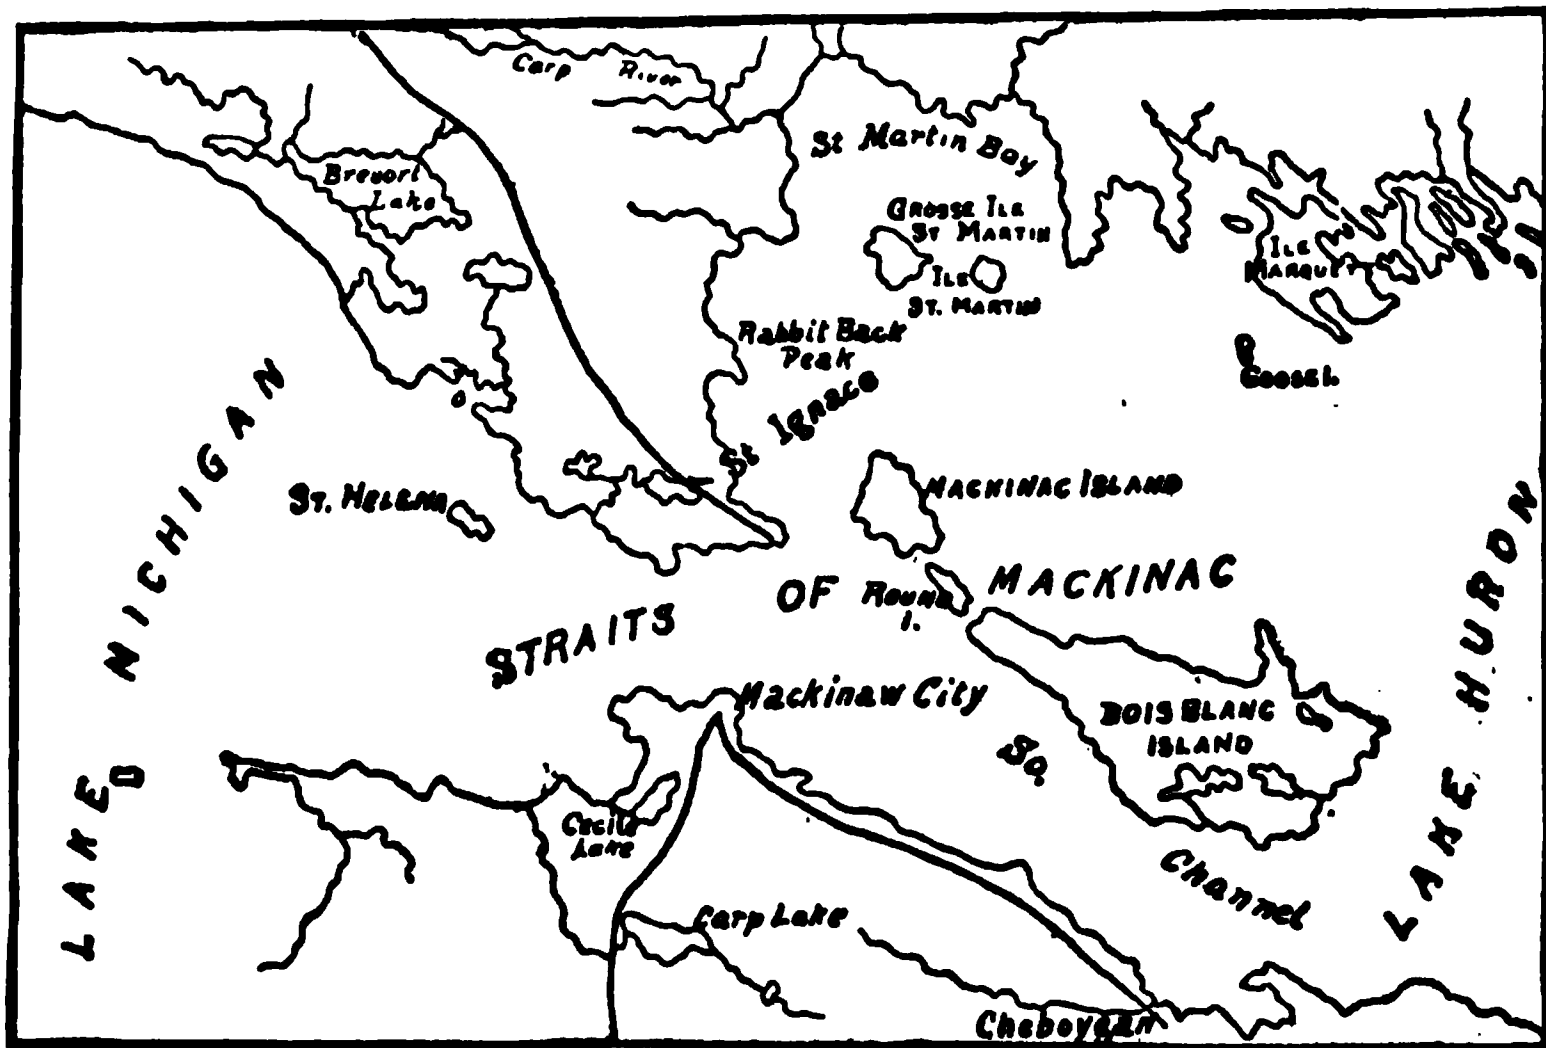 Carp River
St Martin Bay
Brevort
Lake
GROSSE ILE
ST MARTIN
ILE
ST. MARTIN
ILE
MARQUETT
Rabbit Back
Peak
GOOSE I.
St Ignace
LAKE MICHIGAN
ST. HELENA
MACKINAC ISLAND
STRAITS OF MACKINAC
ROUND
I.
LAKE HURON
Mackinaw City
BOIS BLANC
ISLAND
So. Channel
Cecile
Lake
Carp Lake
Cheboygan